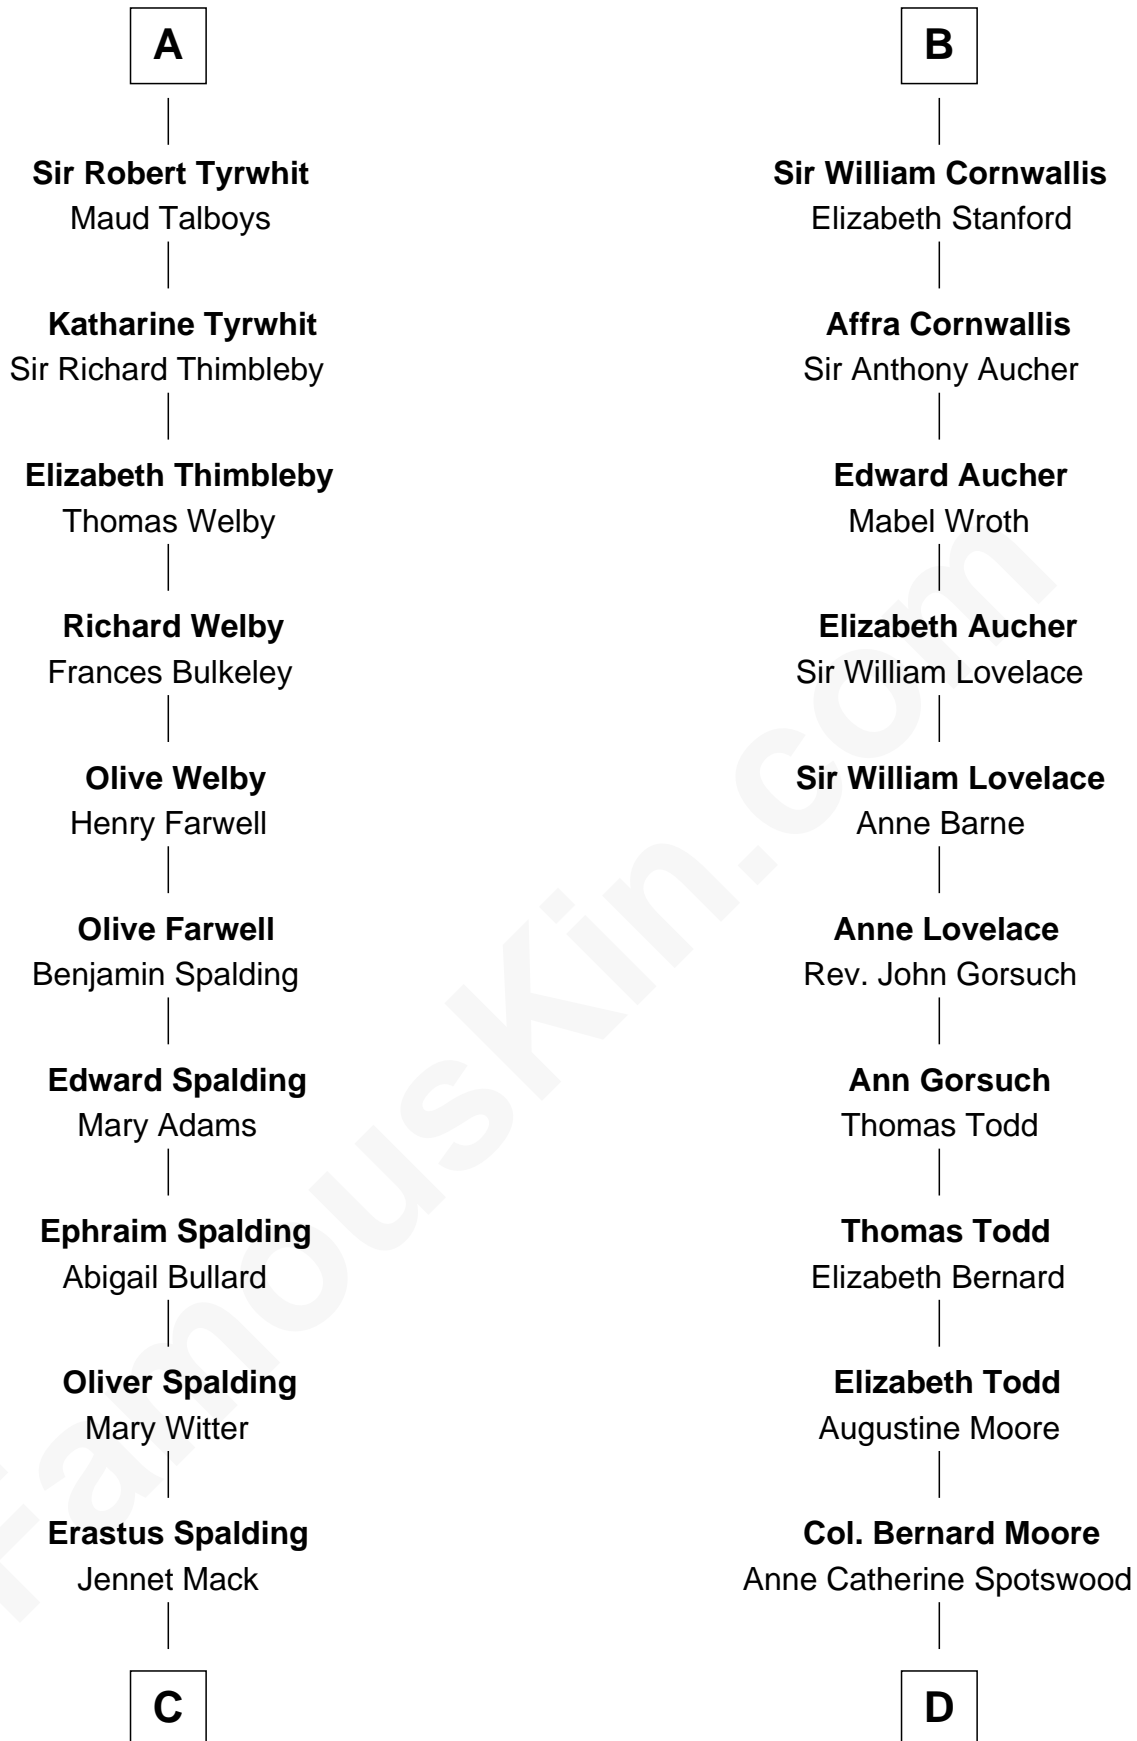 A
Sir Robert Tyrwhit
Maud Talboys
Katharine Tyrwhit
Sir Richard Thimbleby
Elizabeth Thimbleby
Thomas Welby
Richard Welby
Frances Bulkeley
Olive Welby
Henry Farwell
Olive Farwell
Benjamin Spalding
Edward Spalding
Mary Adams
Ephraim Spalding
Abigail Bullard
Oliver Spalding
Mary Witter
Erastus Spalding
Jennet Mack
C
B
Sir William Cornwallis
Elizabeth Stanford
Affra Cornwallis
Sir Anthony Aucher
Edward Aucher
Mabel Wroth
Elizabeth Aucher
Sir William Lovelace
Sir William Lovelace
Anne Barne
Anne Lovelace
Rev. John Gorsuch
Ann Gorsuch
Thomas Todd
Thomas Todd
Elizabeth Bernard
Elizabeth Todd
Augustine Moore
Col. Bernard Moore
Anne Catherine Spotswood
D
FamousKin.com